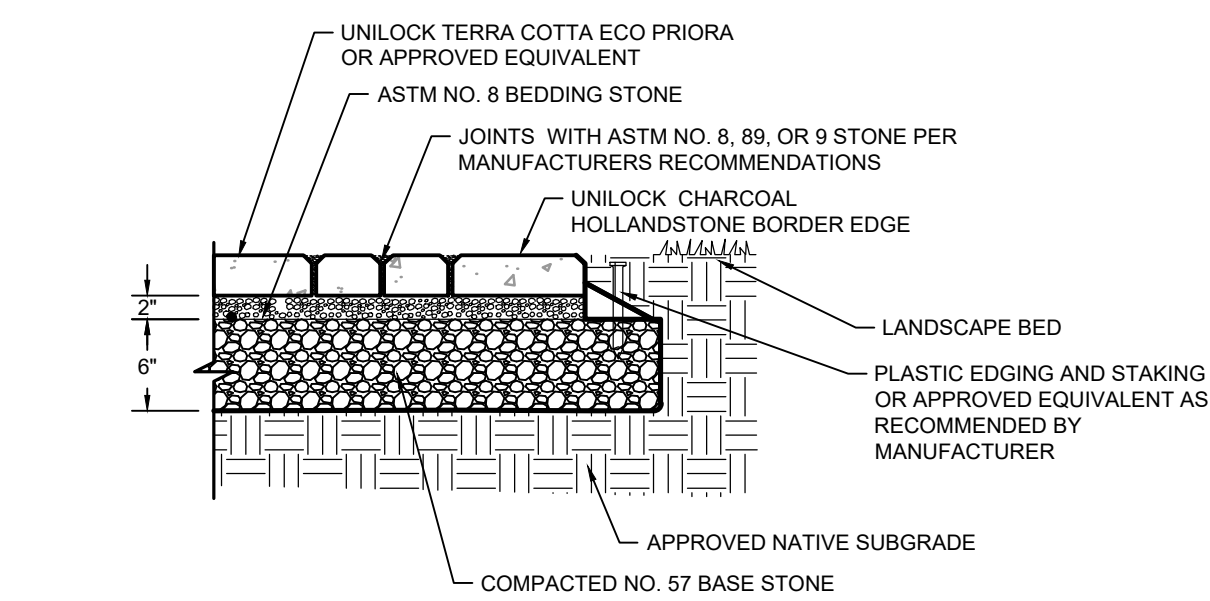 UNILOCK TERRA COTTA ECO PRIORA
OR APPROVED EQUIVALENT
ASTM NO. 8 BEDDING STONE
JOINTS WITH ASTM NO. 8, 89, OR 9 STONE PER
MANUFACTURERS RECOMMENDATIONS
UNILOCK CHARCOAL
HOLLANDSTONE BORDER EDGE
2"
6"
LANDSCAPE BED
PLASTIC EDGING AND STAKING
OR APPROVED EQUIVALENT AS
RECOMMENDED BY
MANUFACTURER
APPROVED NATIVE SUBGRADE
COMPACTED NO. 57 BASE STONE